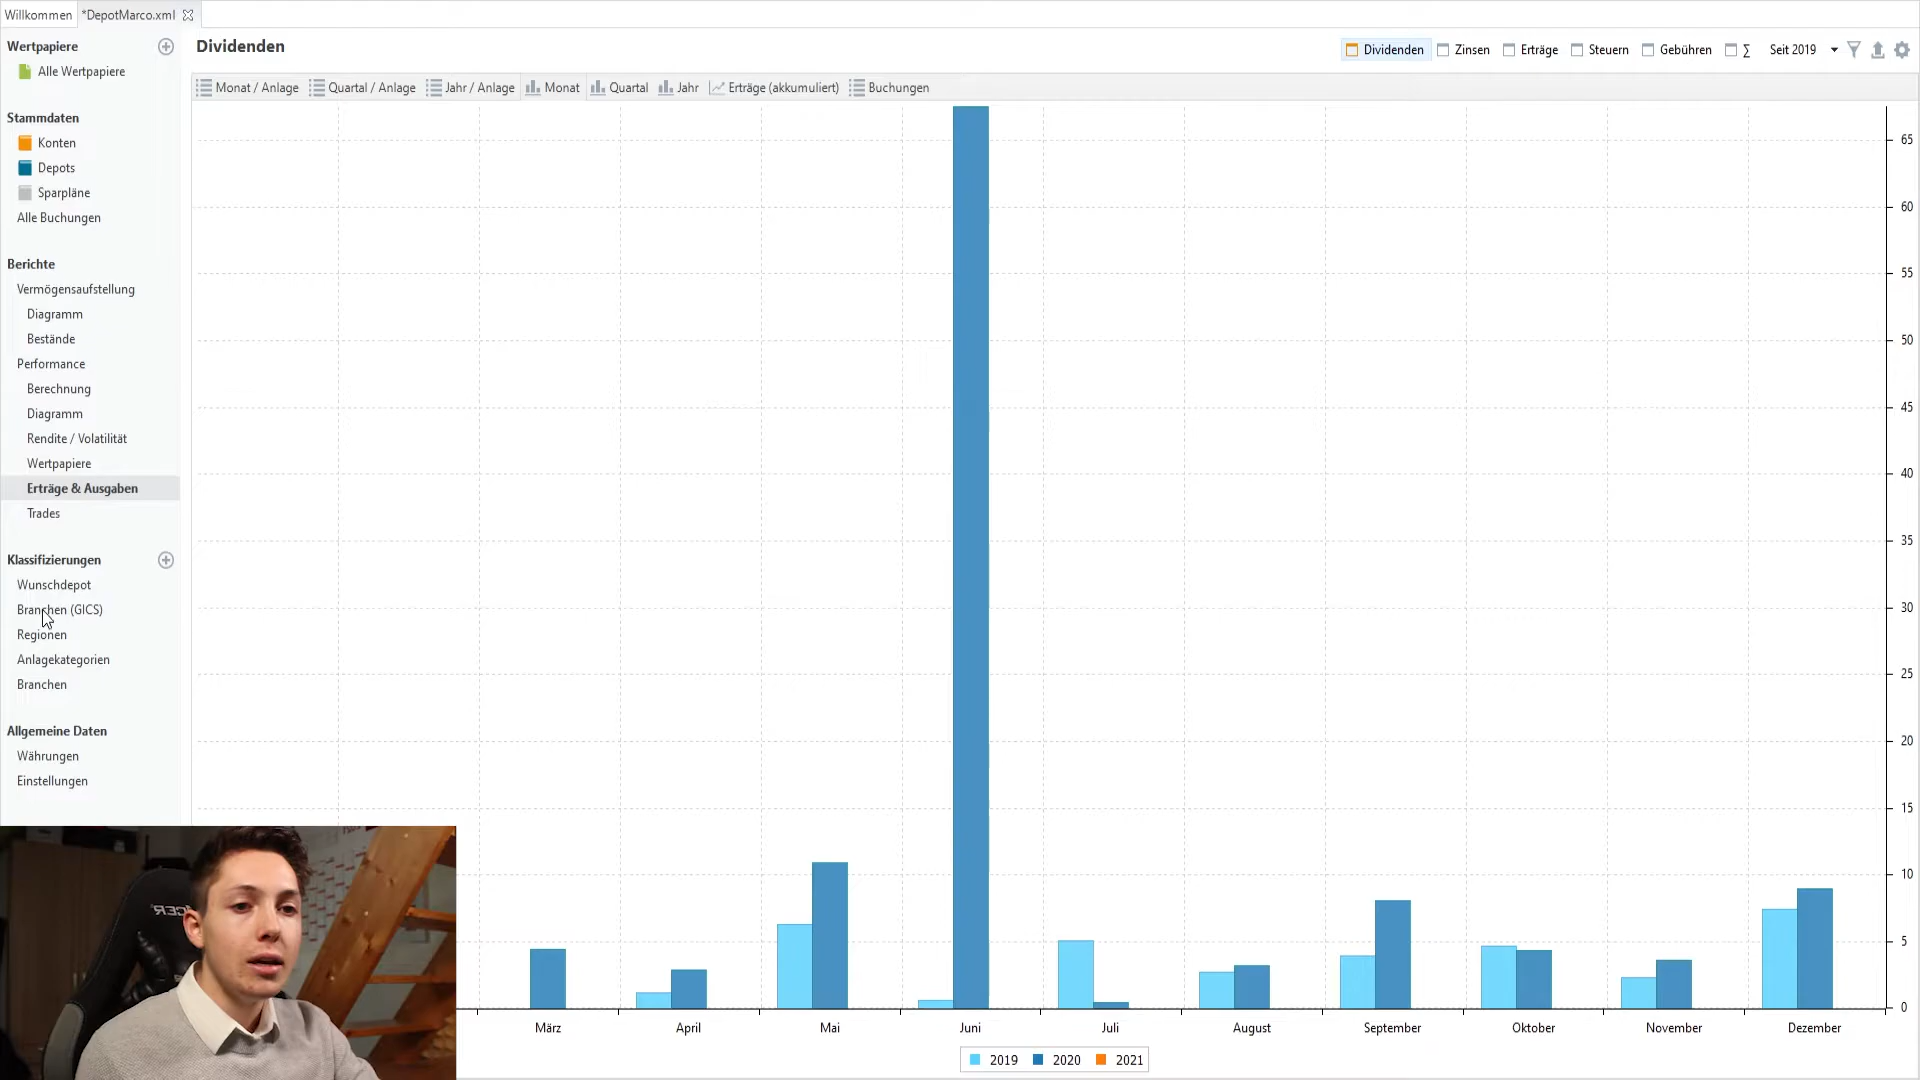 Willkommen
*DepotMarco.xml
Wertpapiere
Alle Wertpapiere
Stammdaten
Konten
Depots
Sparpläne
Alle Buchungen
Berichte
Vermögensaufstellung
Diagramm
Bestände
Performance
Berechnung
Diagramm
Rendite / Volatilität
Wertpapiere
Erträge & Ausgaben
Trades
Klassifizierungen
Wunschdepot
Branchen (GICS)
Regionen
Anlagekategorien
Branchen
Allgemeine Daten
Währungen
Einstellungen
Dividenden
Dividenden Zinsen Erträge Steuern Gebühren ∑ Seit 2019
Monat / Anlage Quartal / Anlage Jahr / Anlage Monat Quartal Jahr Erträge (akkumuliert) Buchungen
65
60
55
50
45
40
35
30
25
20
15
10
5
0
März April Mai Juni Juli August September Oktober November Dezember
2019 2020 2021